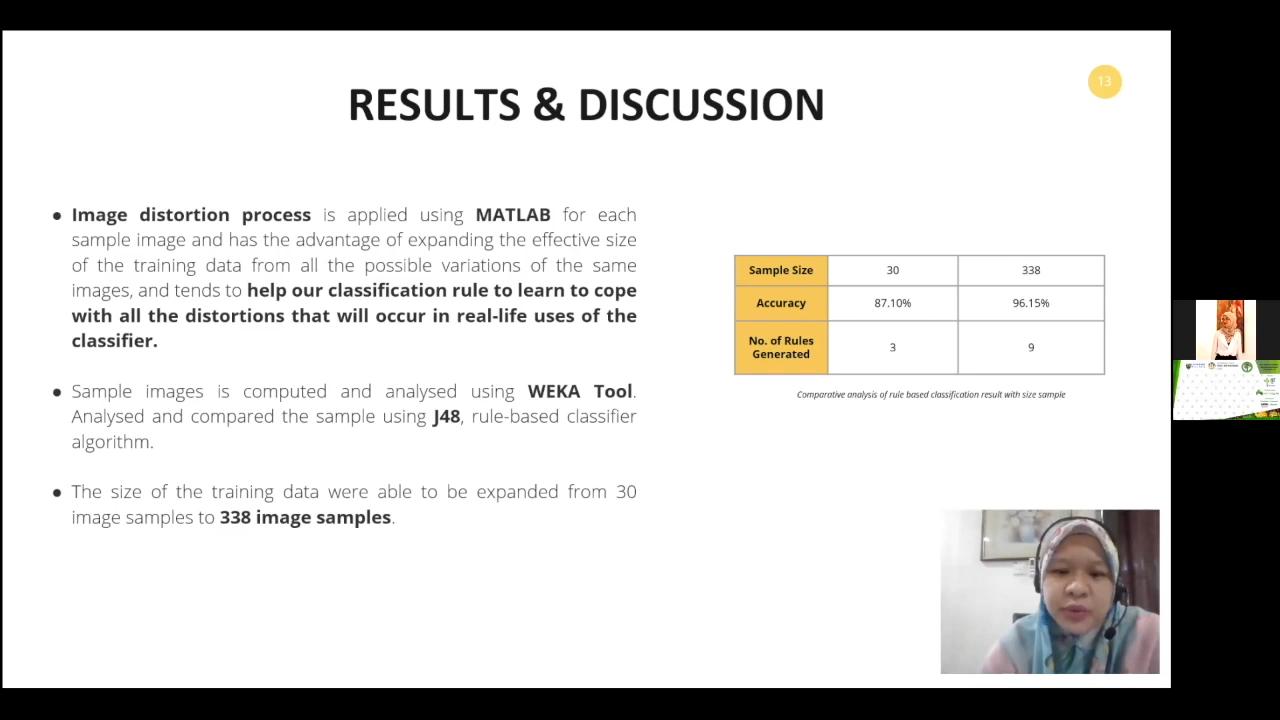 13
RESULTS & DISCUSSION
● Image distortion process is applied using MATLAB for each
sample image and has the advantage of expanding the effective size
of the training data from all the possible variations of the same
images, and tends to help our classification rule to learn to cope
with all the distortions that will occur in real-life uses of the
classifier.
● Sample images is computed and analysed using WEKA Tool.
Analysed and compared the sample using J48, rule-based classifier
algorithm.
● The size of the training data were able to be expanded from 30
image samples to 338 image samples.
Sample Size 30 338
Accuracy 87.10% 96.15%
No. of Rules
Generated 3 9
Comparative analysis of rule based classification result with size sample